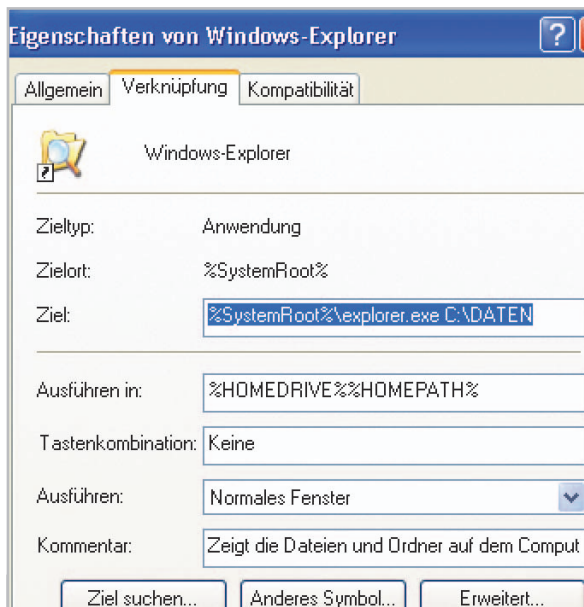 Eigenschaften von Windows-Explorer ?
Allgemein Verknüpfung Kompatibilität
Windows-Explorer
Zieltyp: Anwendung
Zielort: %SystemRoot%
Ziel: %SystemRoot%\explorer.exe C:\DATEN
Ausführen in: %HOMEDRIVE%%HOMEPATH%
Tastenkombination: Keine
Ausführen: Normales Fenster
Kommentar: Zeigt die Dateien und Ordner auf dem Comput
Ziel suchen... Anderes Symbol... Erweitert...